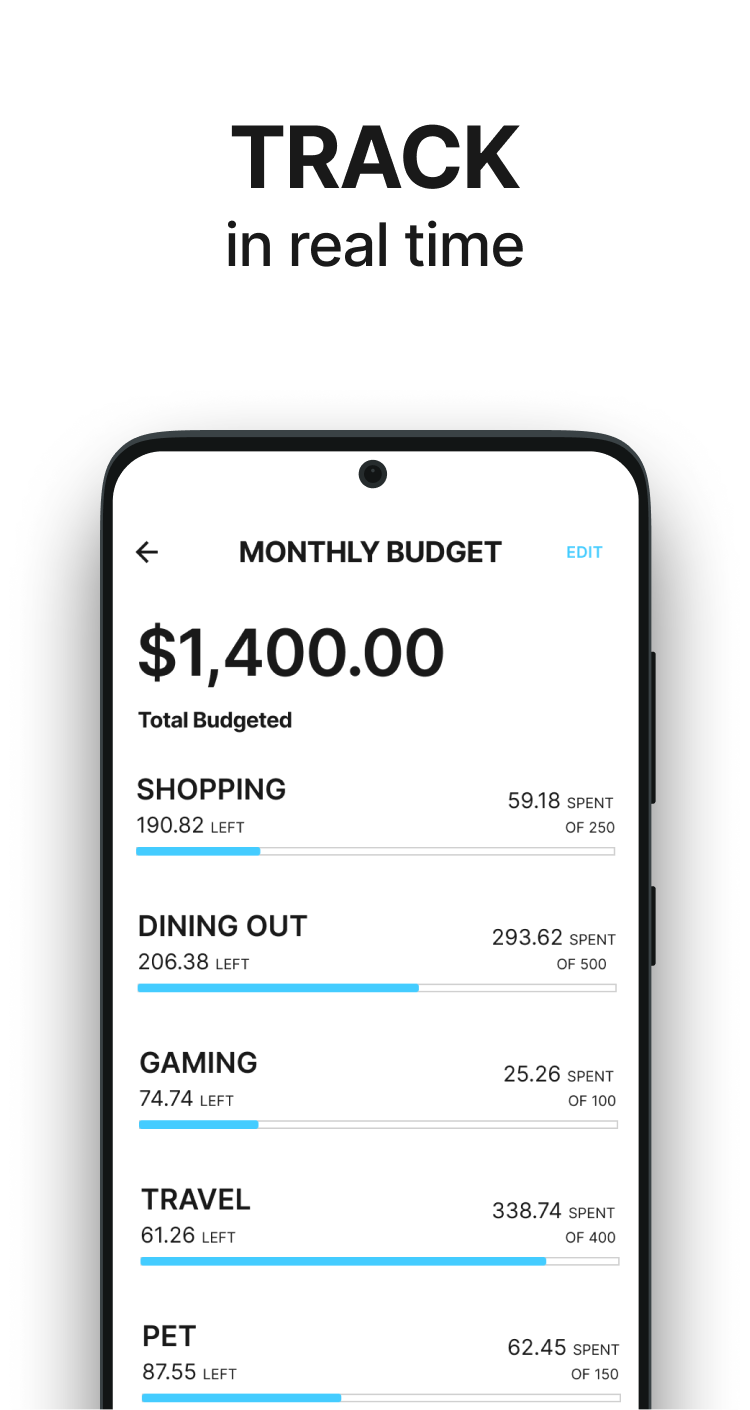 TRACK
in real time
MONTHLY BUDGET EDIT
$1,400.00
Total Budgeted
SHOPPING
59.18 SPENT
190.82 LEFT
OF 250
DINING OUT
293.62 SPENT
206.38 LEFT
OF 500
GAMING
25.26 SPENT
74.74 LEFT
OF 100
TRAVEL
338.74 SPENT
61.26 LEFT
OF 400
PET
62.45 SPENT
87.55 LEFT
OF 150